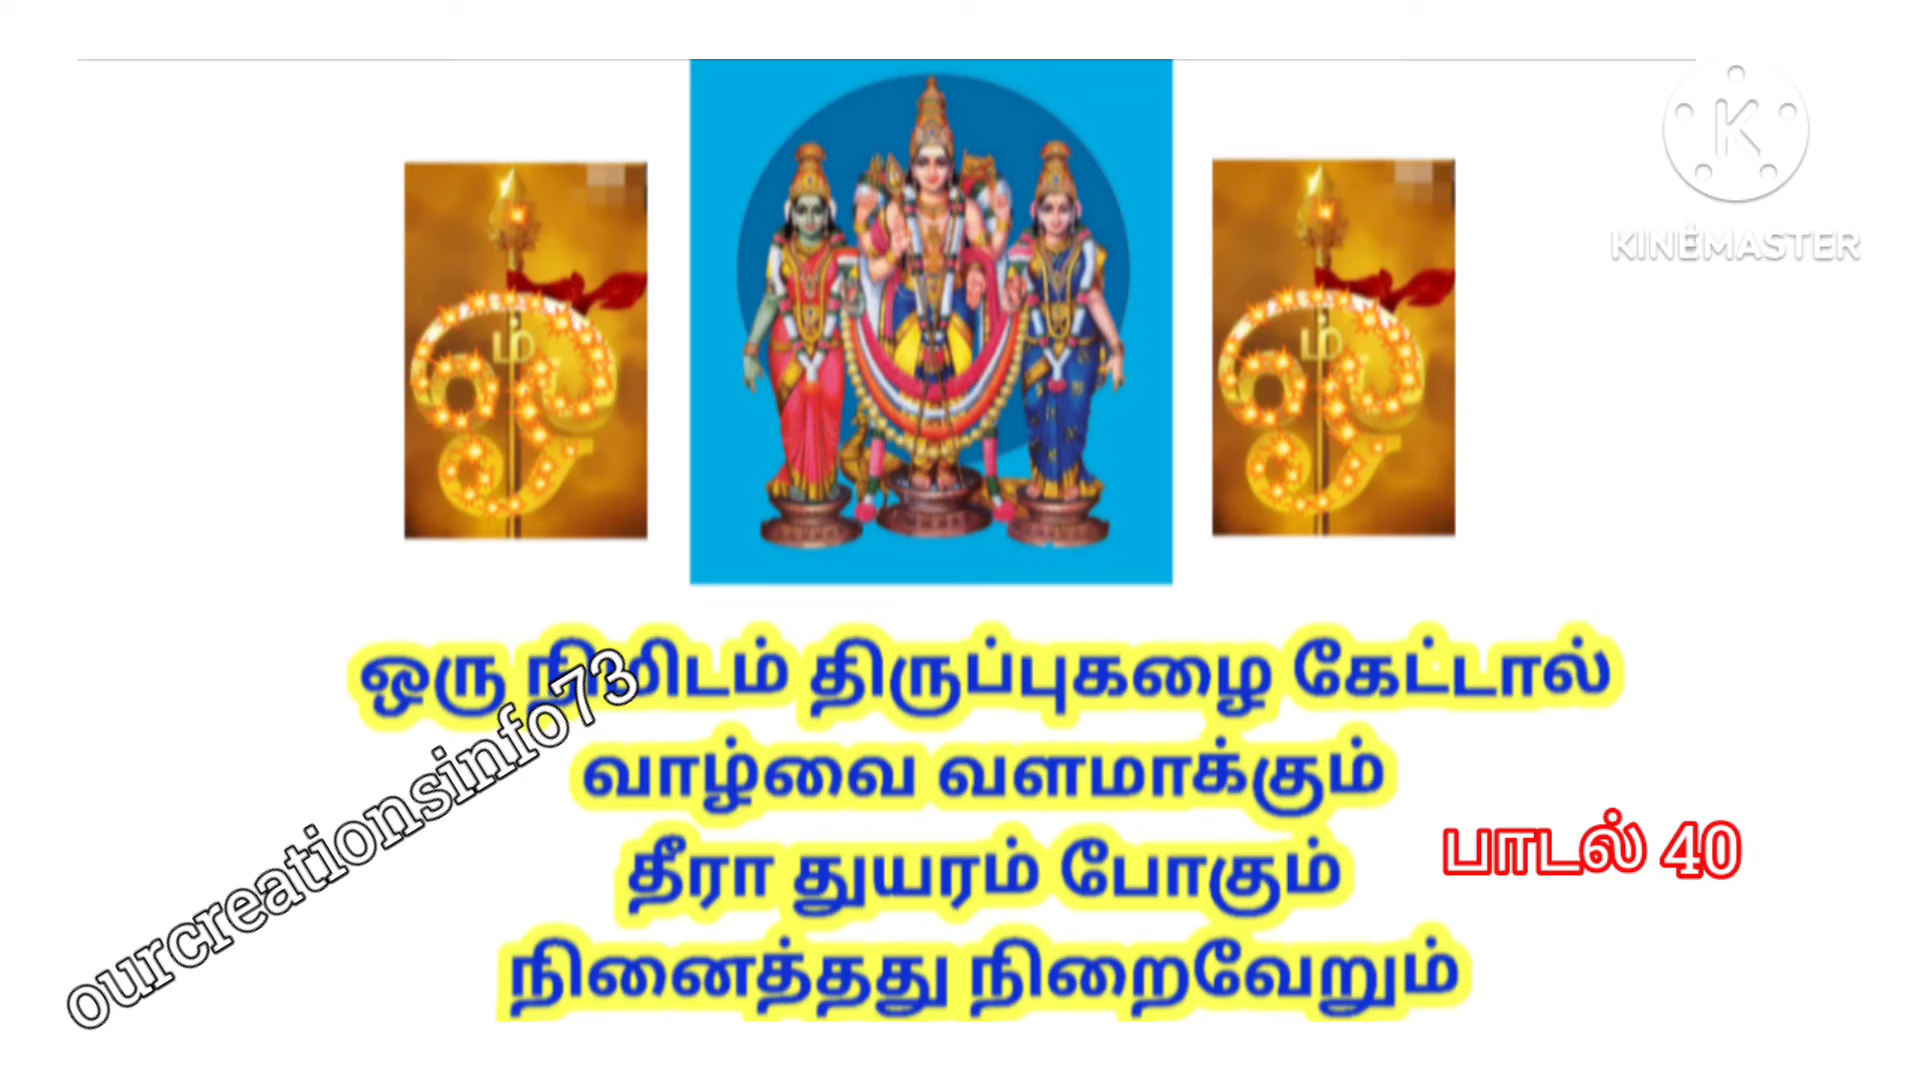 KINEMASTER
ஒரு நிமிடம் திருப்புகழை கேட்டால்
வாழ்வை வளமாக்கும்
தீரா துயரம் போகும்
நினைத்தது நிறைவேறும்
பாடல் 40
ourcreationsinfo73